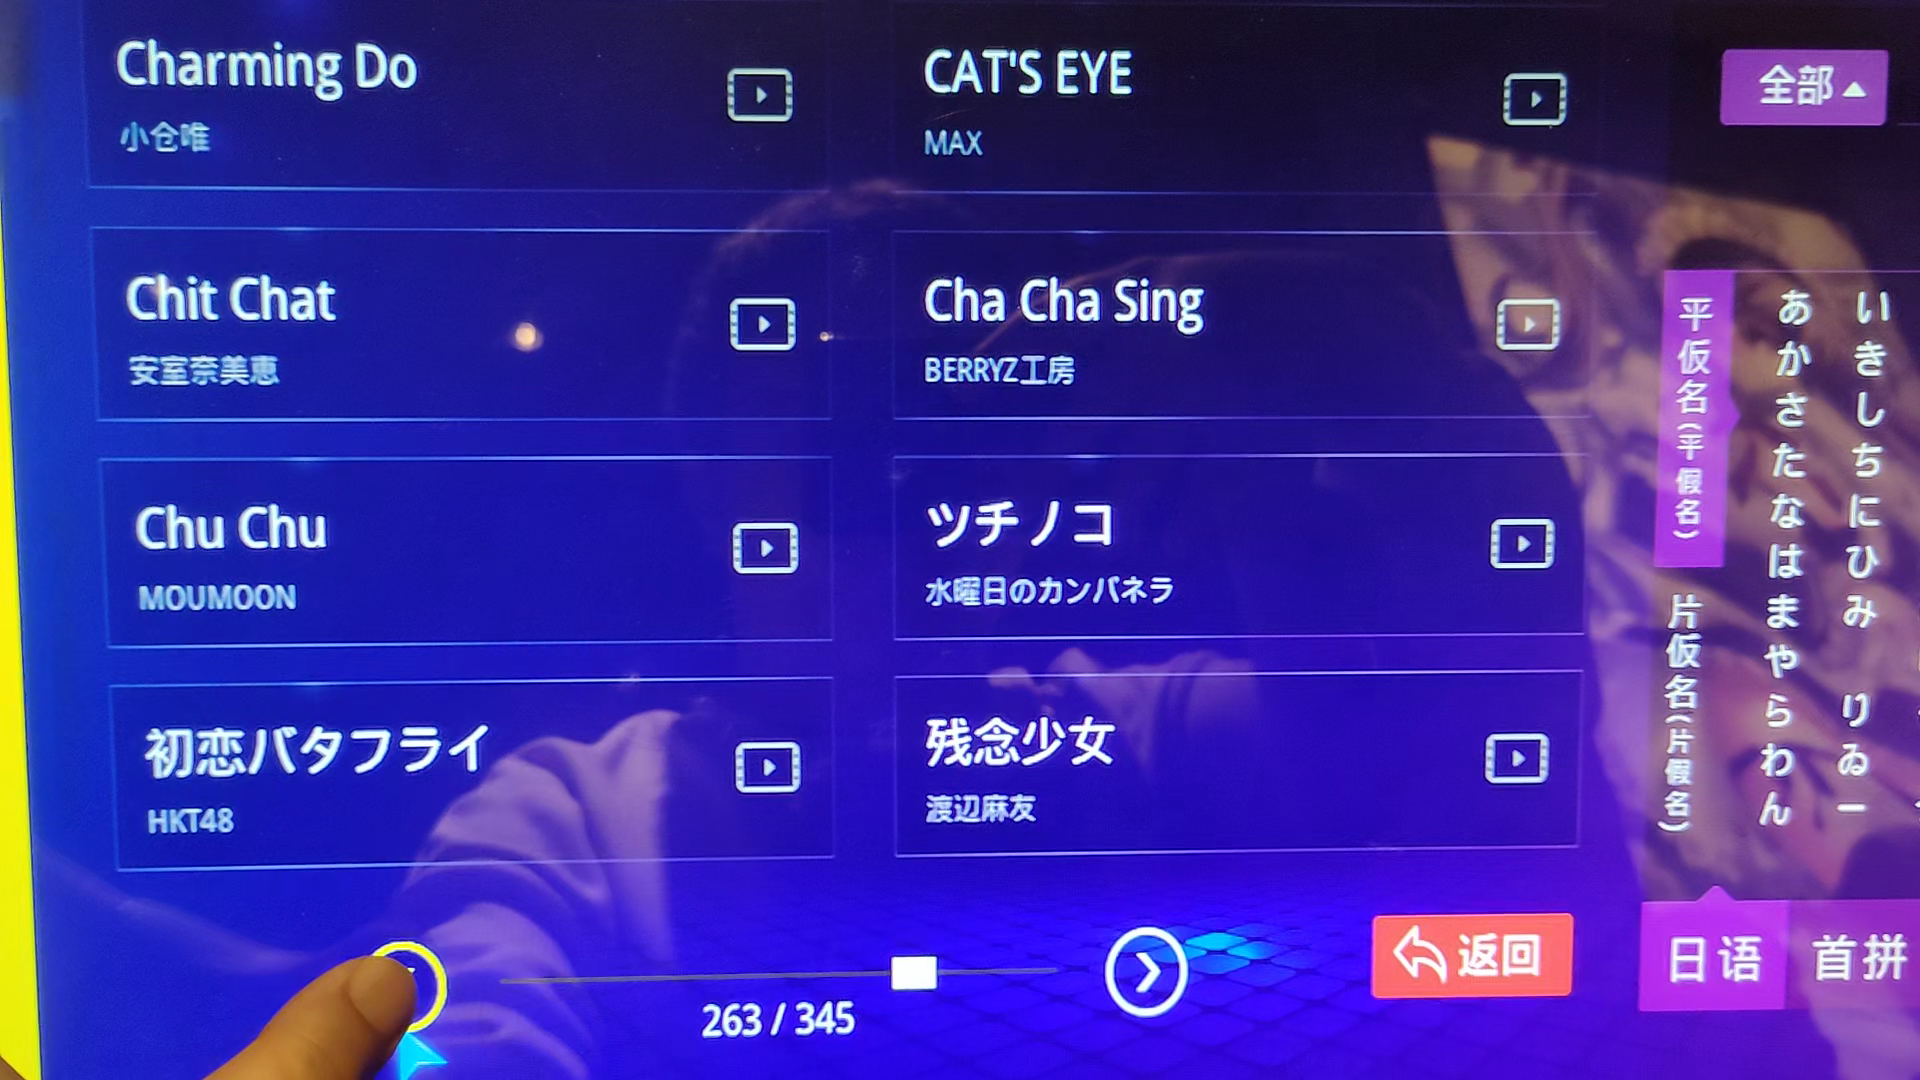 Charming Do
小仓唯
CAT'S EYE
MAX
Chit Chat
安室奈美恵
Cha Cha Sing
BERRYZ工房
Chu Chu
MOUMOON
ツチノコ
水曜日のカンパネラ
初恋バタフライ
HKT48
残念少女
渡辺麻友
263 / 345
返回
全部
平仮名(平假名)
片仮名(片假名)
あかさたなはまやらわん
いきしちにひみ りゐー
日语
首拼